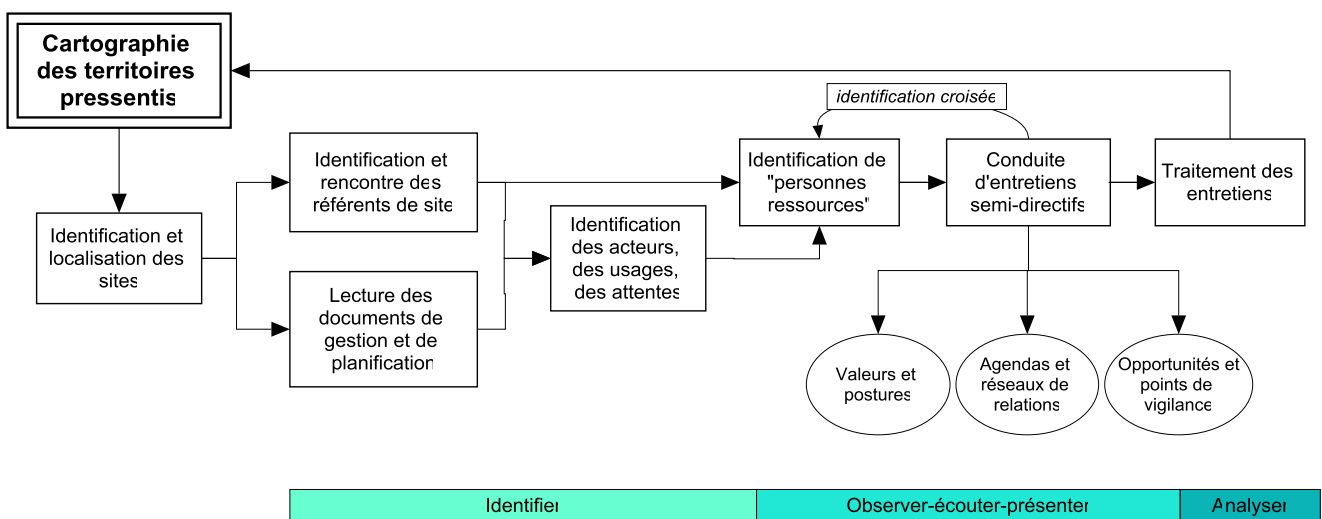 Cartographie
des territoires
pressentis
identification croisée
Identification et
rencontre des
référents de site
Identification de
"personnes
ressources"
Conduite
d'entretiens
semi-directifs
Traitement des
entretiens
Identification et
localisation des
sites
Identification
des acteurs,
des usages,
des attentes
Lecture des
documents de
gestion et de
planification
Valeurs et
postures
Agendas et
réseaux de
relations
Opportunités et
points de
vigilance
Identifier
Observer-écouter-présenter
Analyser